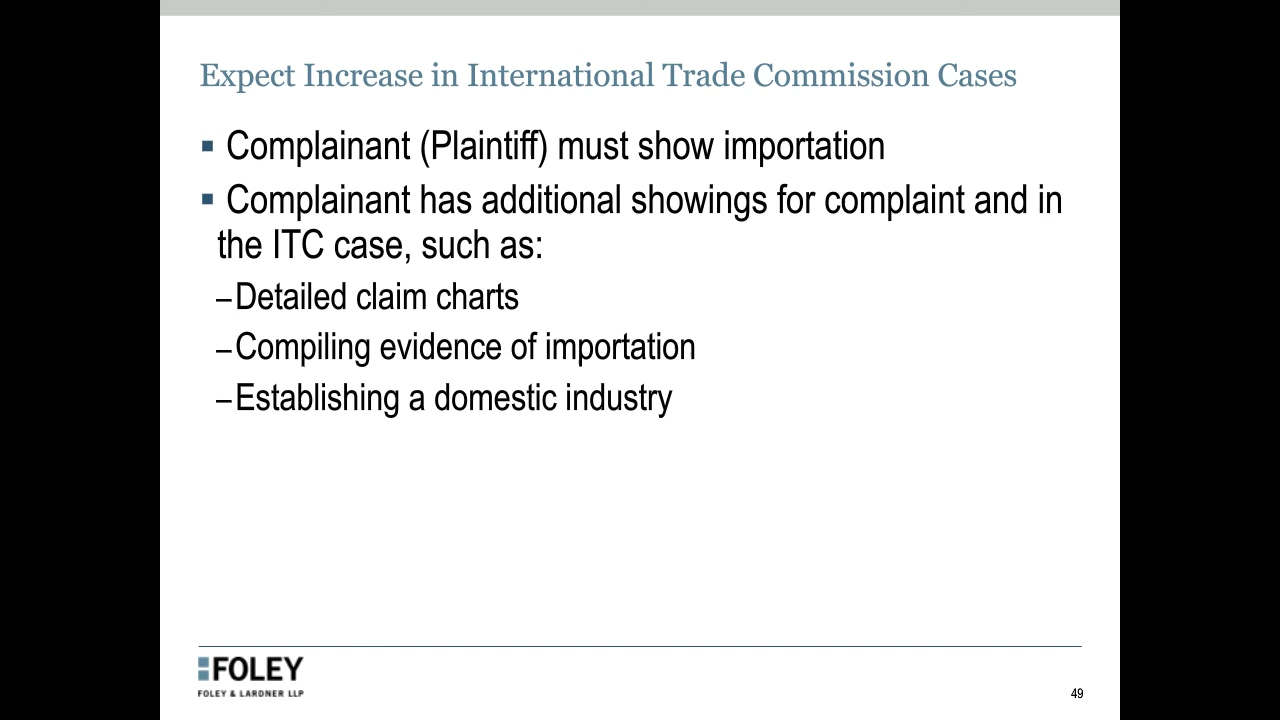 Expect Increase in International Trade Commission Cases
▪ Complainant (Plaintiff) must show importation
▪ Complainant has additional showings for complaint and in
the ITC case, such as:
–Detailed claim charts
–Compiling evidence of importation
–Establishing a domestic industry
FOLEY
FOLEY & LARDNER LLP
49